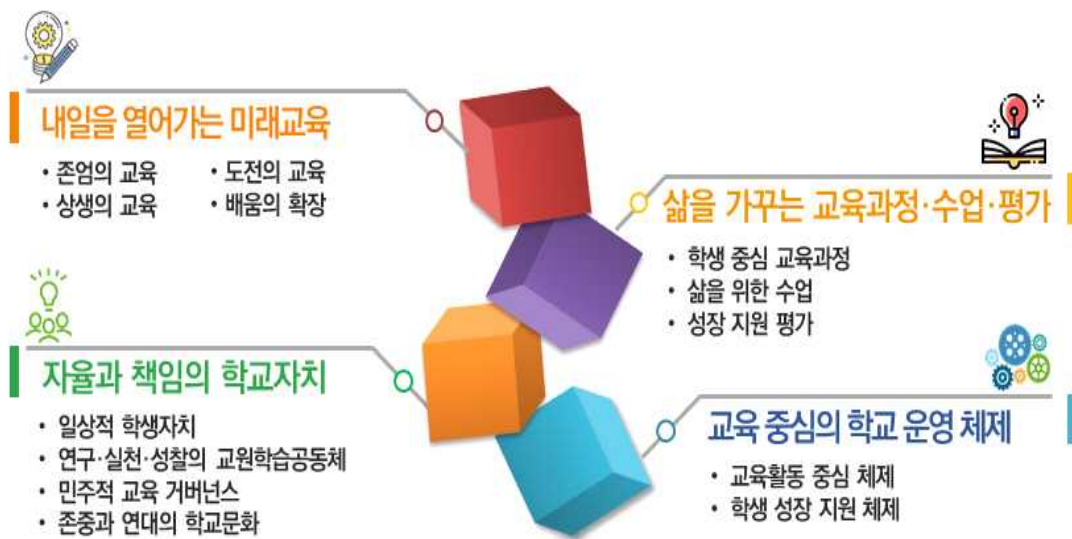 내일을 열어가는 미래교육
• 존엄의 교육 • 도전의 교육
• 상생의 교육 • 배움의 확장
삶을 가꾸는 교육과정·수업·평가
• 학생 중심 교육과정
• 삶을 위한 수업
• 성장 지원 평가
자율과 책임의 학교자치
• 일상적 학생자치
• 연구·실천·성찰의 교원학습공동체
• 민주적 교육 거버넌스
• 존중과 연대의 학교문화
교육 중심의 학교 운영 체제
• 교육활동 중심 체제
• 학생 성장 지원 체제